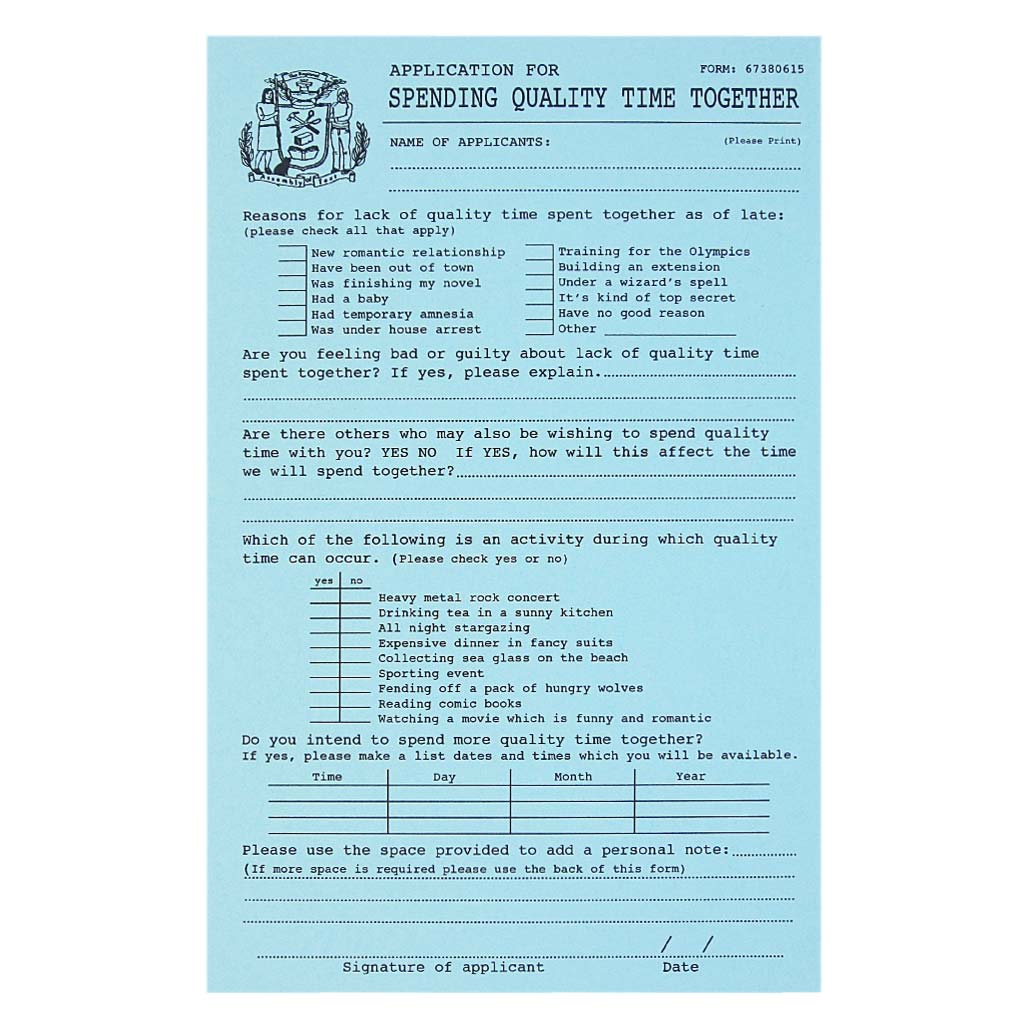 The Regional
Assembly of Text
APPLICATION FOR
FORM: 67380615
SPENDING QUALITY TIME TOGETHER
NAME OF APPLICANTS:
(Please Print)
Reasons for lack of quality time spent together as of late:
(please check all that apply)
New romantic relationship
Have been out of town
Was finishing my novel
Had a baby
Had temporary amnesia
Was under house arrest
Training for the Olympics
Building an extension
Under a wizard's spell
It's kind of top secret
Have no good reason
Other
Are you feeling bad or guilty about lack of quality time
spent together? If yes, please explain.
Are there others who may also be wishing to spend quality
time with you? YES NO If YES, how will this affect the time
we will spend together?
Which of the following is an activity during which quality
time can occur. (Please check yes or no)
yes no
Heavy metal rock concert
Drinking tea in a sunny kitchen
All night stargazing
Expensive dinner in fancy suits
Collecting sea glass on the beach
Sporting event
Fending off a pack of hungry wolves
Reading comic books
Watching a movie which is funny and romantic
Do you intend to spend more quality time together?
If yes, please make a list dates and times which you will be available.
Time Day Month Year
Please use the space provided to add a personal note:
(If more space is required please use the back of this form)
/ /
Signature of applicant Date